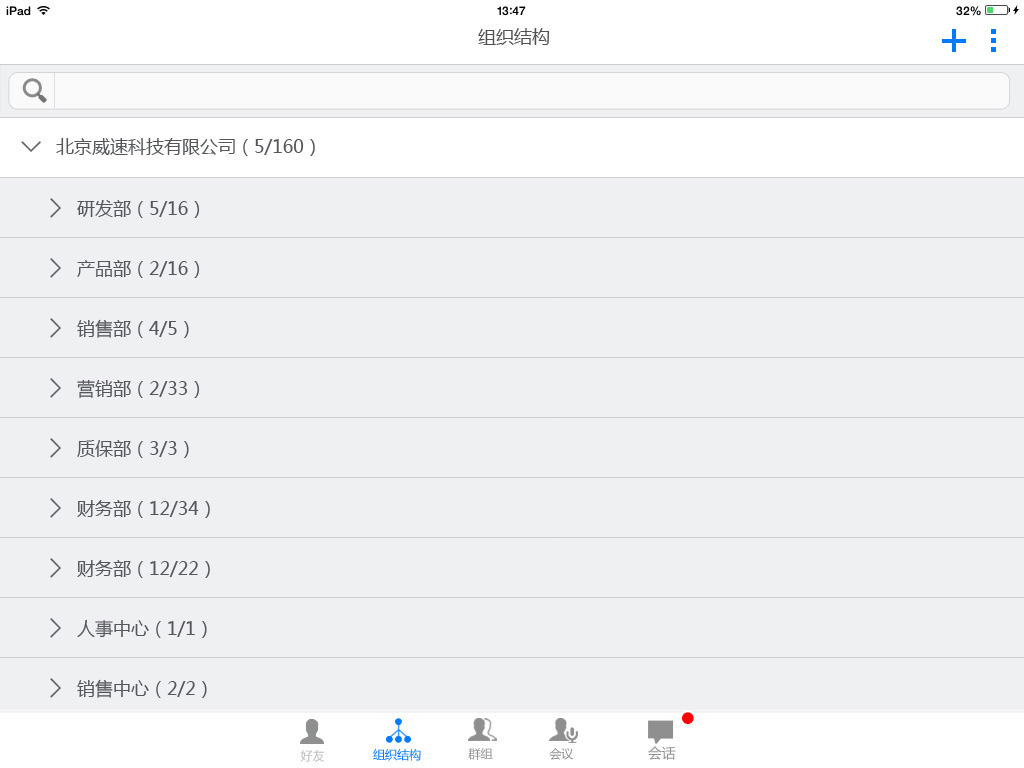 iPad 13:47 32%
组织结构
北京威速科技有限公司（5/160）
研发部（5/16）
产品部（2/16）
销售部（4/5）
营销部（2/33）
质保部（3/3）
财务部（12/34）
财务部（12/22）
人事中心（1/1）
销售中心（2/2）
好友 组织结构 群组 会议 会话